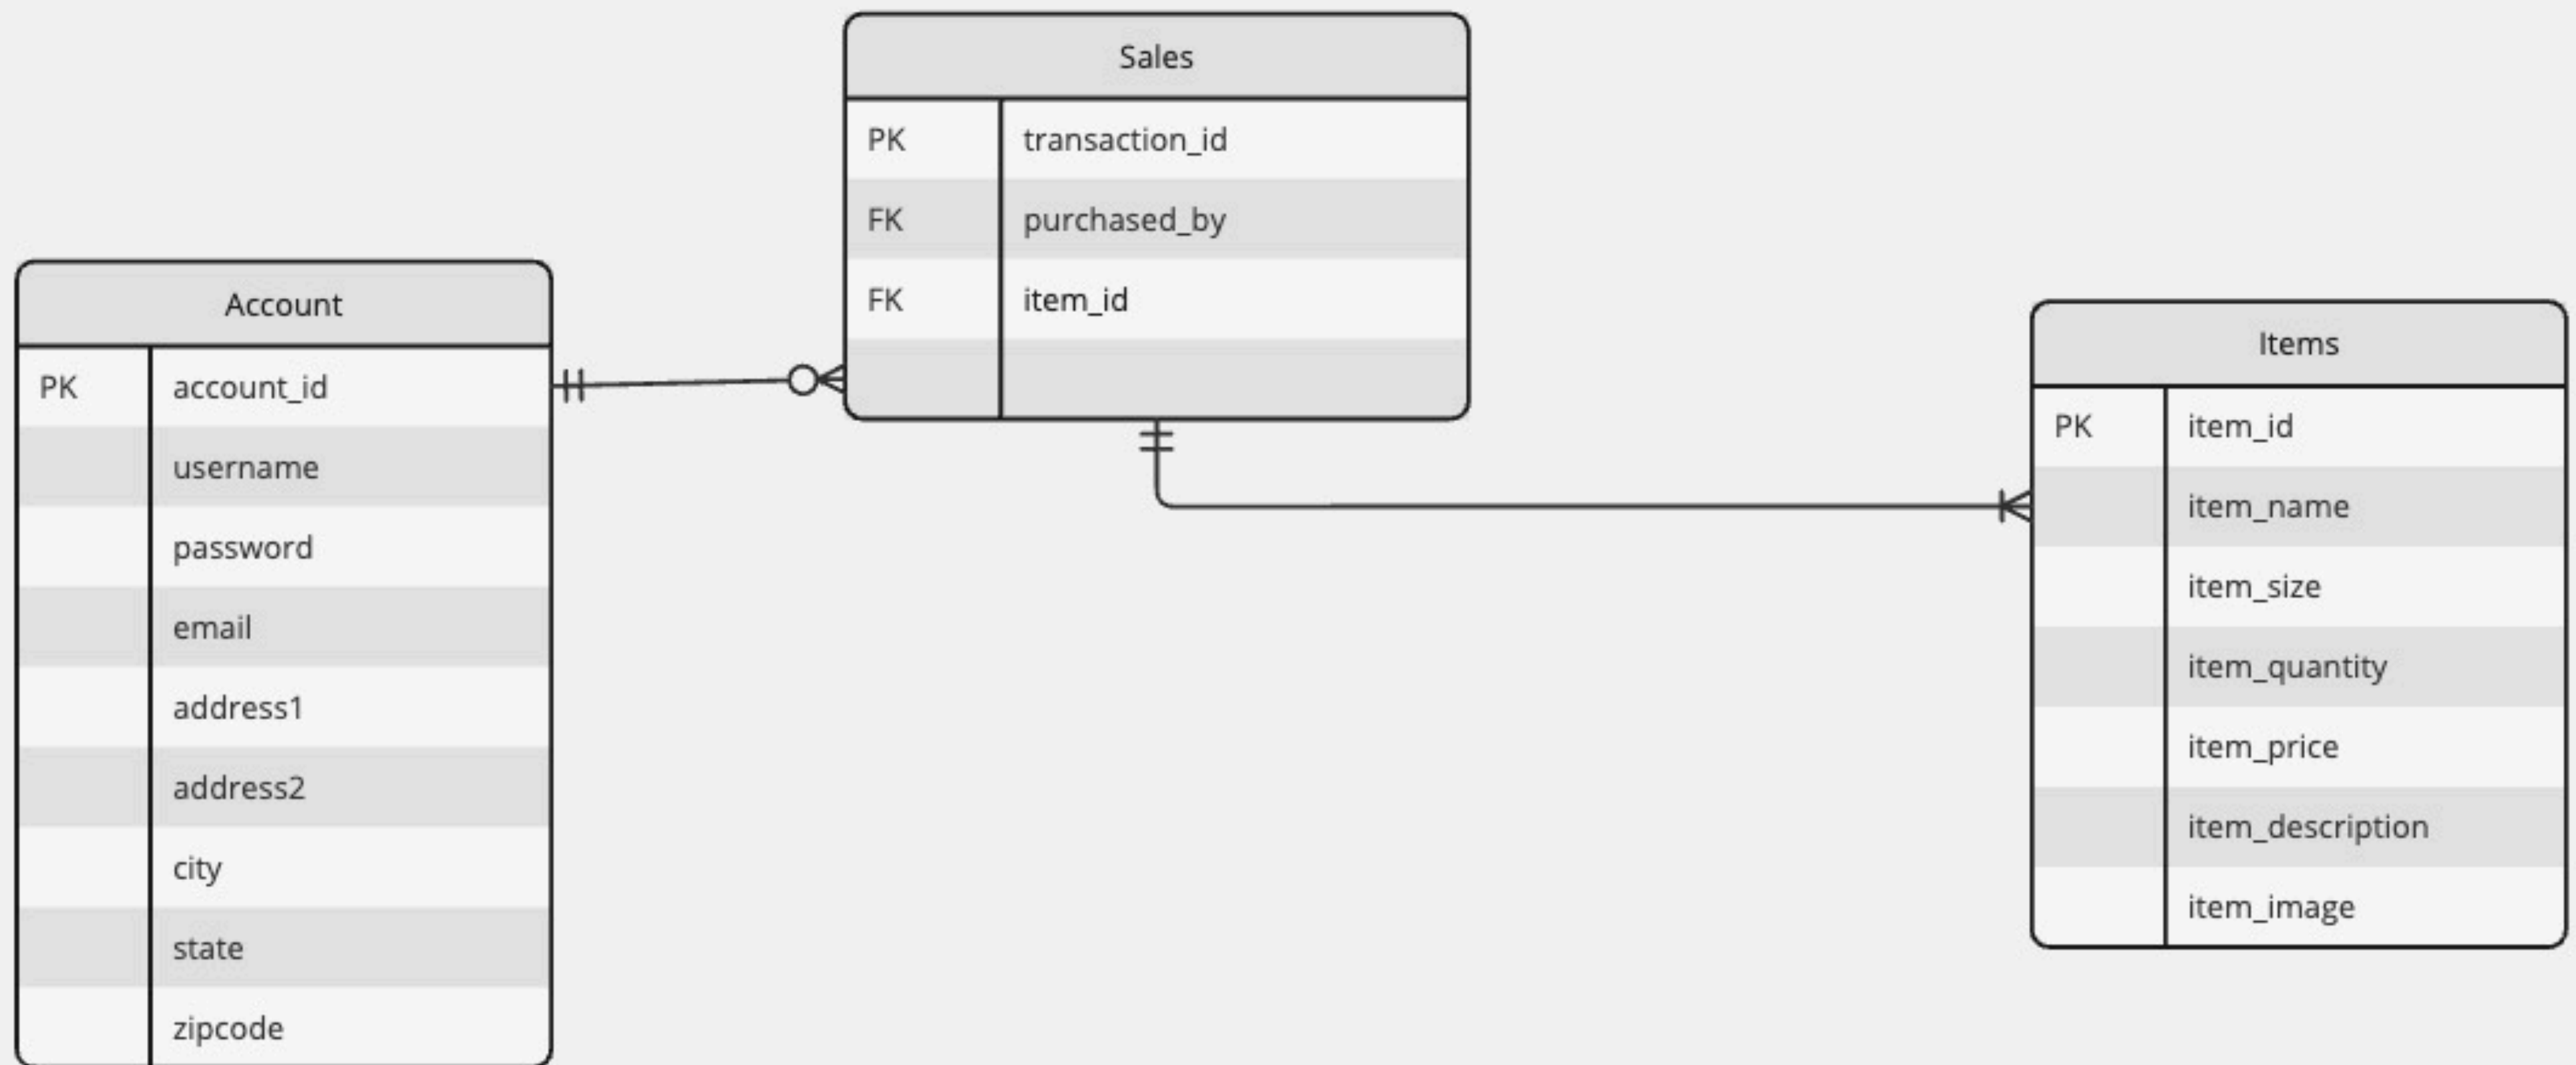 Sales
PK transaction_id
FK purchased_by
FK item_id
Account
PK account_id
username
password
email
address1
address2
city
state
zipcode
Items
PK item_id
item_name
item_size
item_quantity
item_price
item_description
item_image